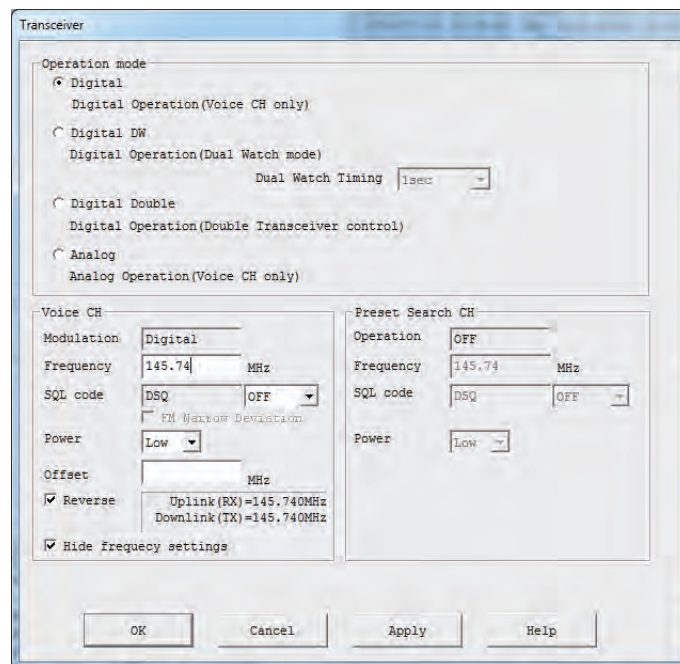 Transceiver
Operation mode
Digital
Digital Operation(Voice CH only)
Digital DW
Digital Operation(Dual Watch mode)
Dual Watch Timing 1sec
Digital Double
Digital Operation(Double Transceiver control)
Analog
Analog Operation(Voice CH only)
Voice CH
Modulation Digital
Frequency 145.74 MHz
SQL code DSQ OFF
FM Narrow Deviation
Power Low
Offset MHz
Reverse Uplink(RX)=145.740MHz
Downlink(TX)=145.740MHz
Hide frequecy settings
Preset Search CH
Operation OFF
Frequency 145.74 MHz
SQL code DSQ OFF
Power Low
OK Cancel Apply Help